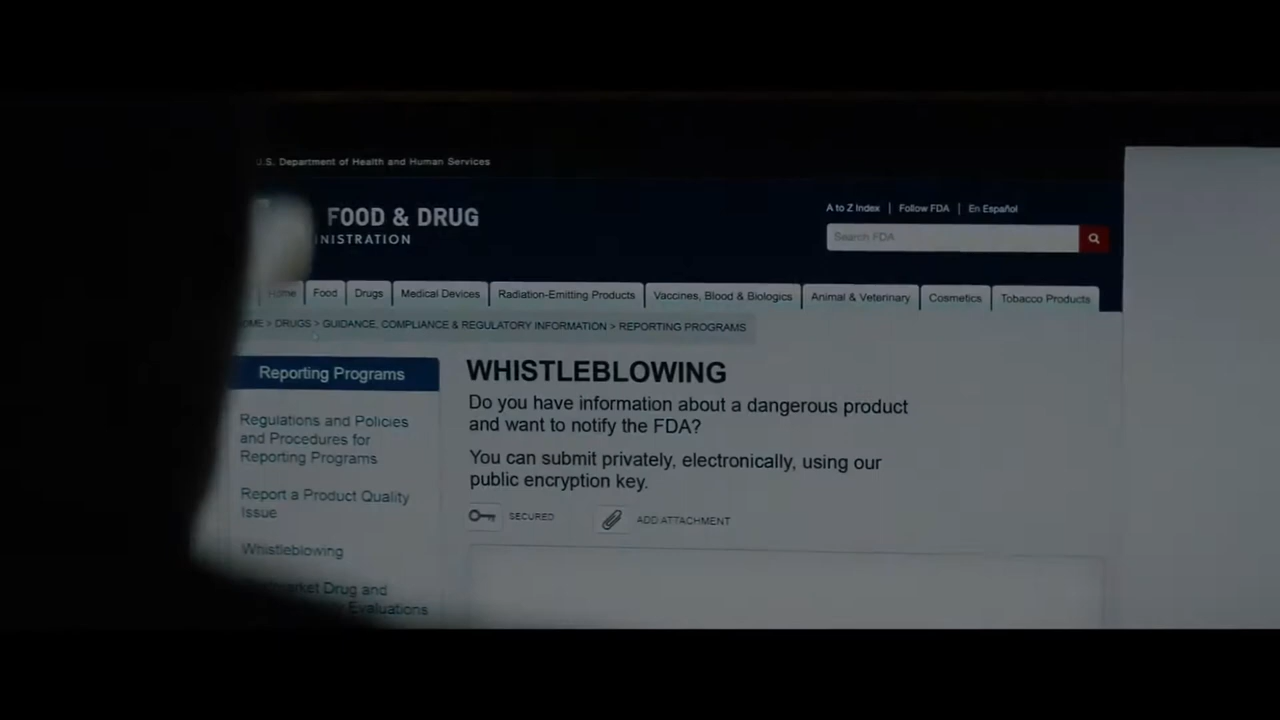 U.S. Department of Health and Human Services
FOOD & DRUG
A to Z Index | Follow FDA | En Español
Search FDA
Home Food Drugs Medical Devices Radiation-Emitting Products Vaccines, Blood & Biologics Animal & Veterinary Cosmetics Tobacco Products
> DRUGS > GUIDANCE, COMPLIANCE & REGULATORY INFORMATION > REPORTING PROGRAMS
Reporting Programs
Regulations and Policies
and Procedures for
Reporting Programs
Report a Product Quality
Issue
Whistleblowing
Drug and
Evaluations
WHISTLEBLOWING
Do you have information about a dangerous product
and want to notify the FDA?
You can submit privately, electronically, using our
public encryption key.
SECURED
ADD ATTACHMENT